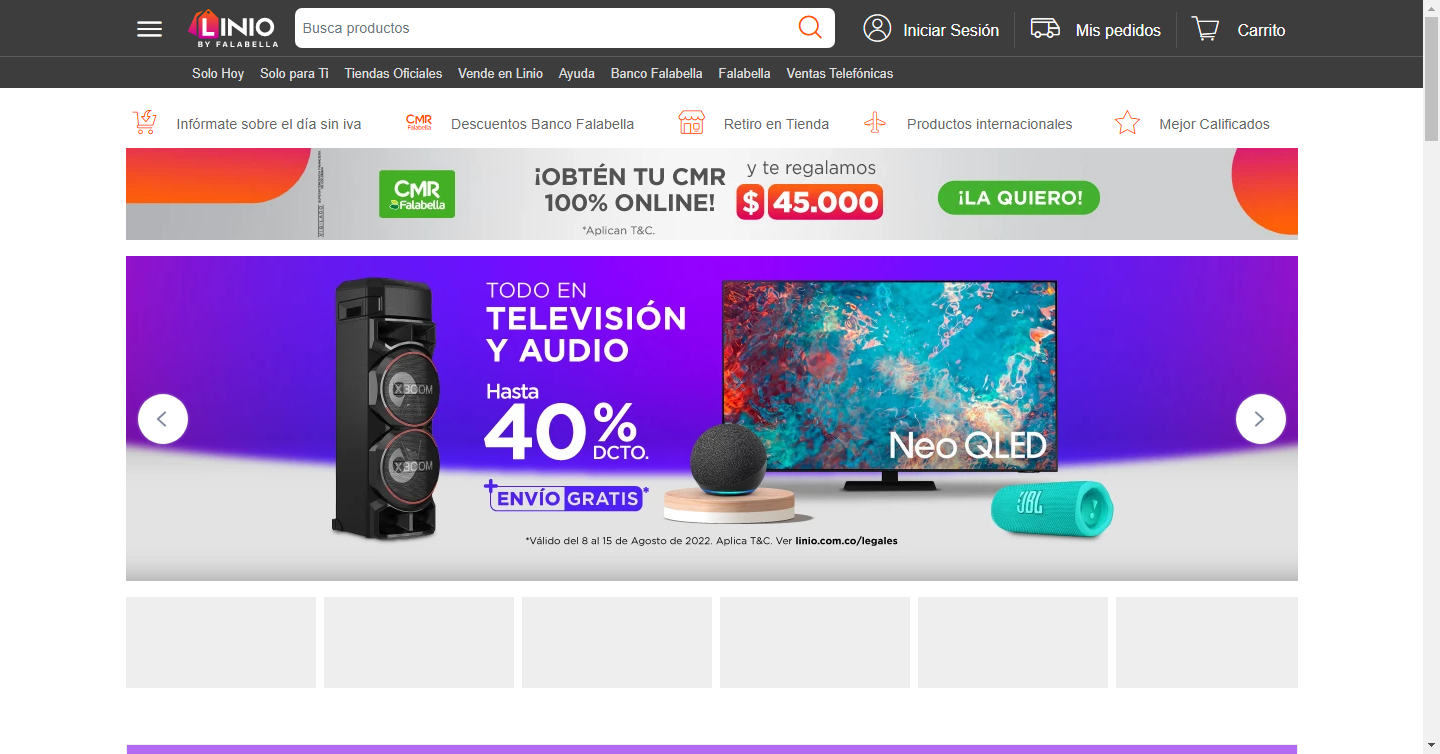 LINIO
BY FALABELLA
Busca productos
Iniciar Sesión
Mis pedidos
Carrito
Solo Hoy
Solo para Ti
Tiendas Oficiales
Vende en Linio
Ayuda
Banco Falabella
Falabella
Ventas Telefónicas
Infórmate sobre el día sin iva
CMR
Falabella
Descuentos Banco Falabella
Retiro en Tienda
Productos internacionales
Mejor Calificados
CMR
Falabella
¡OBTÉN TU CMR
100% ONLINE!
*Aplican T&C.
y te regalamos
$ 45.000
¡LA QUIERO!
TODO EN
TELEVISIÓN
Y AUDIO
Hasta
40%
DCTO.
+ENVÍO GRATIS*
XBOOM
XBOOM
Neo QLED
JBL
*Válido del 8 al 15 de Agosto de 2022. Aplica T&C. Ver linio.com.co/legales